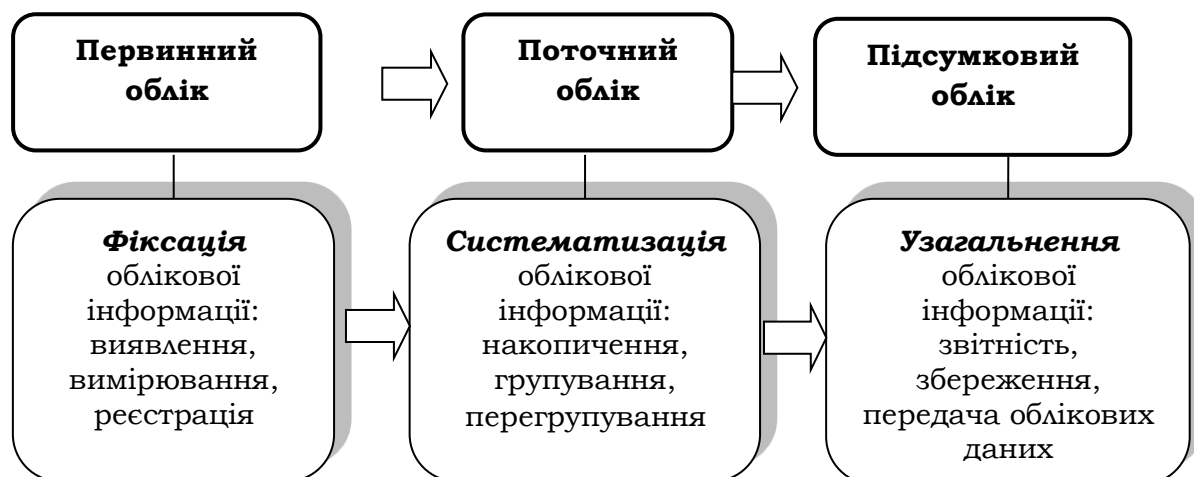 Первинний
облік
Поточний
облік
Підсумковий
облік
Фіксація
облікової
інформації:
виявлення,
вимірювання,
реєстрація
Систематизація
облікової
інформації:
накопичення,
групування,
перегрупування
Узагальнення
облікової
інформації:
звітність,
збереження,
передача облікових
даних